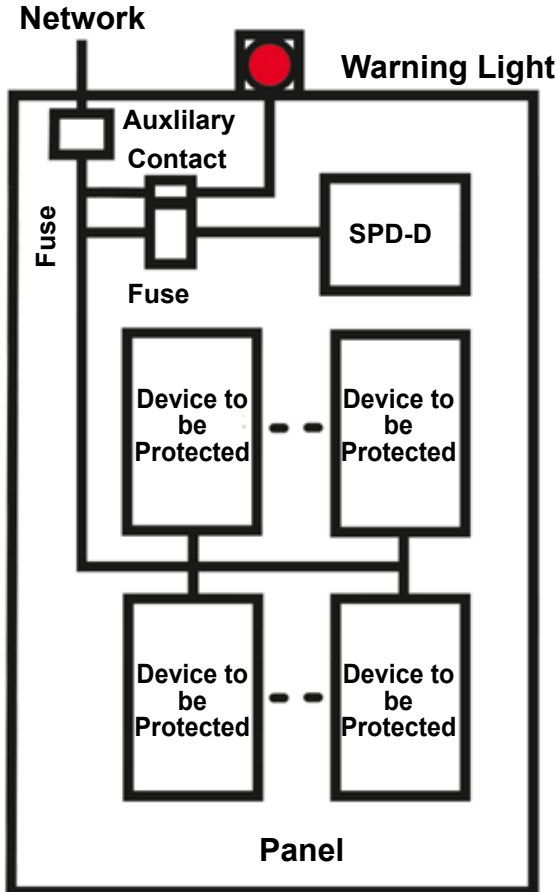 Network
Warning Light
Auxlilary
Contact
Fuse
SPD-D
Fuse
Device to
be
Protected
Device to
be
Protected
Device to
be
Protected
Device to
be
Protected
Panel